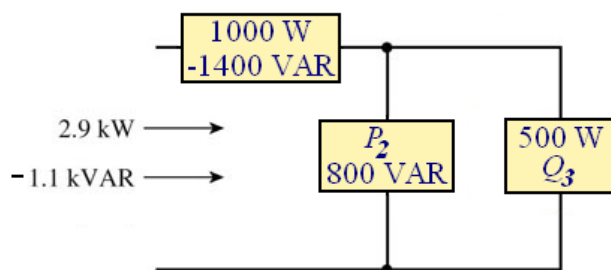 1000 W
-1400 VAR
2.9 kW
-1.1 kVAR
P2
800 VAR
500 W
Q3